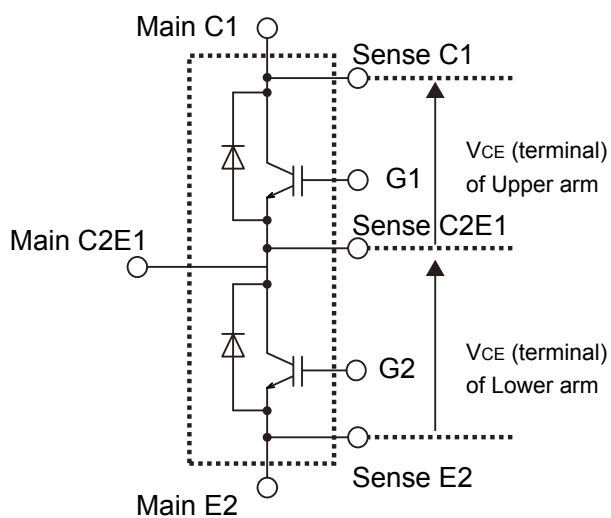 Main C1
Sense C1
VCE (terminal)
of Upper arm
G1
Sense C2E1
Main C2E1
VCE (terminal)
of Lower arm
G2
Sense E2
Main E2